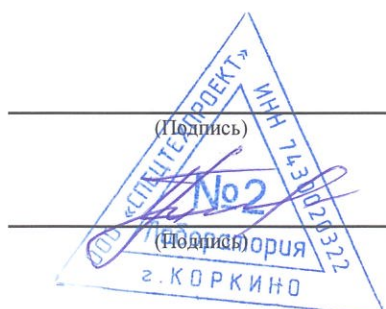 ООО «СПЕЦТЕХПРОЕКТ»
ИНН 7430020322
(Подпись)
№2
(Подпись)
Лаборатория
г. КОРКИНО